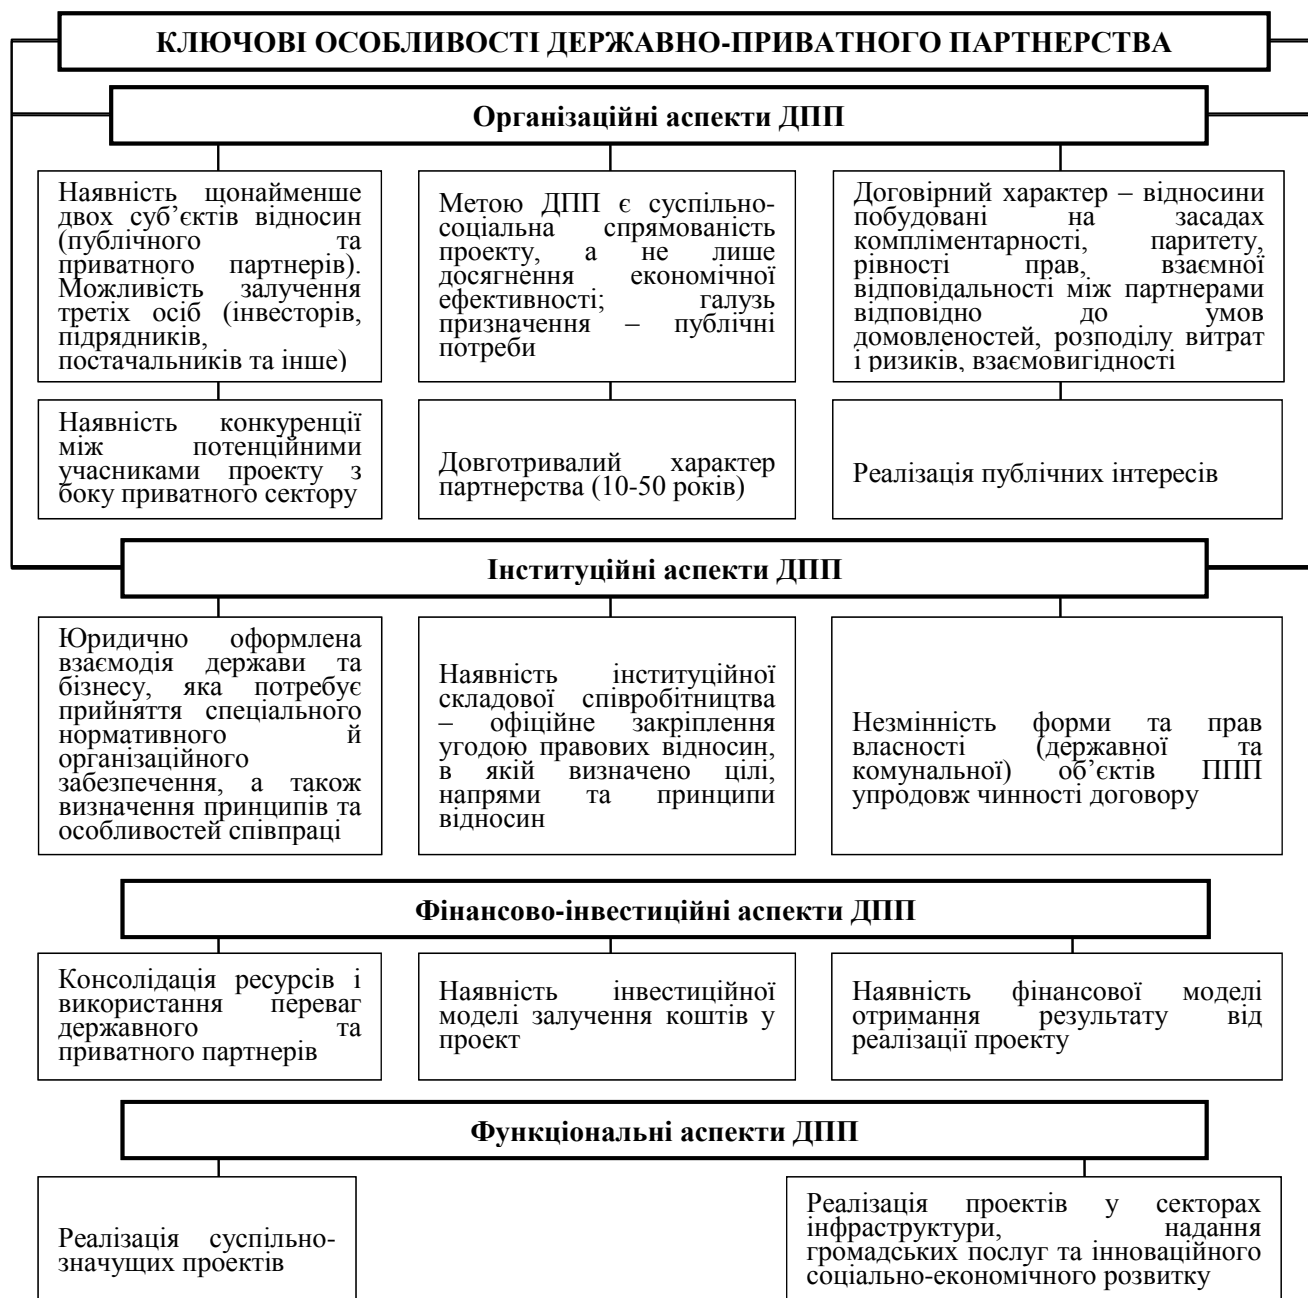 КЛЮЧОВІ ОСОБЛИВОСТІ ДЕРЖАВНО-ПРИВАТНОГО ПАРТНЕРСТВА
Організаційні аспекти ДПП
Наявність щонайменше
двох суб’єктів відносин
(публічного та
приватного партнерів).
Можливість залучення
третіх осіб (інвесторів,
підрядників,
постачальників та інше)
Метою ДПП є суспільно-
соціальна спрямованість
проекту, а не лише
досягнення економічної
ефективності; галузь
призначення – публічні
потреби
Договірний характер – відносини
побудовані на засадах
компліментарності, паритету,
рівності прав, взаємної
відповідальності між партнерами
відповідно до умов
домовленостей, розподілу витрат
і ризиків, взаємовигідності
Наявність конкуренції
між потенційними
учасниками проекту з
боку приватного сектору
Довготривалий характер
партнерства (10-50 років)
Реалізація публічних інтересів
Інституційні аспекти ДПП
Юридично оформлена
взаємодія держави та
бізнесу, яка потребує
прийняття спеціального
нормативного й
організаційного
забезпечення, а також
визначення принципів та
особливостей співпраці
Наявність інституційної
складової співробітництва
– офіційне закріплення
угодою правових відносин,
в якій визначено цілі,
напрями та принципи
відносин
Незмінність форми та прав
власності (державної та
комунальної) об’єктів ППП
упродовж чинності договору
Фінансово-інвестиційні аспекти ДПП
Консолідація ресурсів і
використання переваг
державного та
приватного партнерів
Наявність інвестиційної
моделі залучення коштів у
проект
Наявність фінансової моделі
отримання результату від
реалізації проекту
Функціональні аспекти ДПП
Реалізація суспільно-
значущих проектів
Реалізація проектів у секторах
інфраструктури, надання
громадських послуг та інноваційного
соціально-економічного розвитку